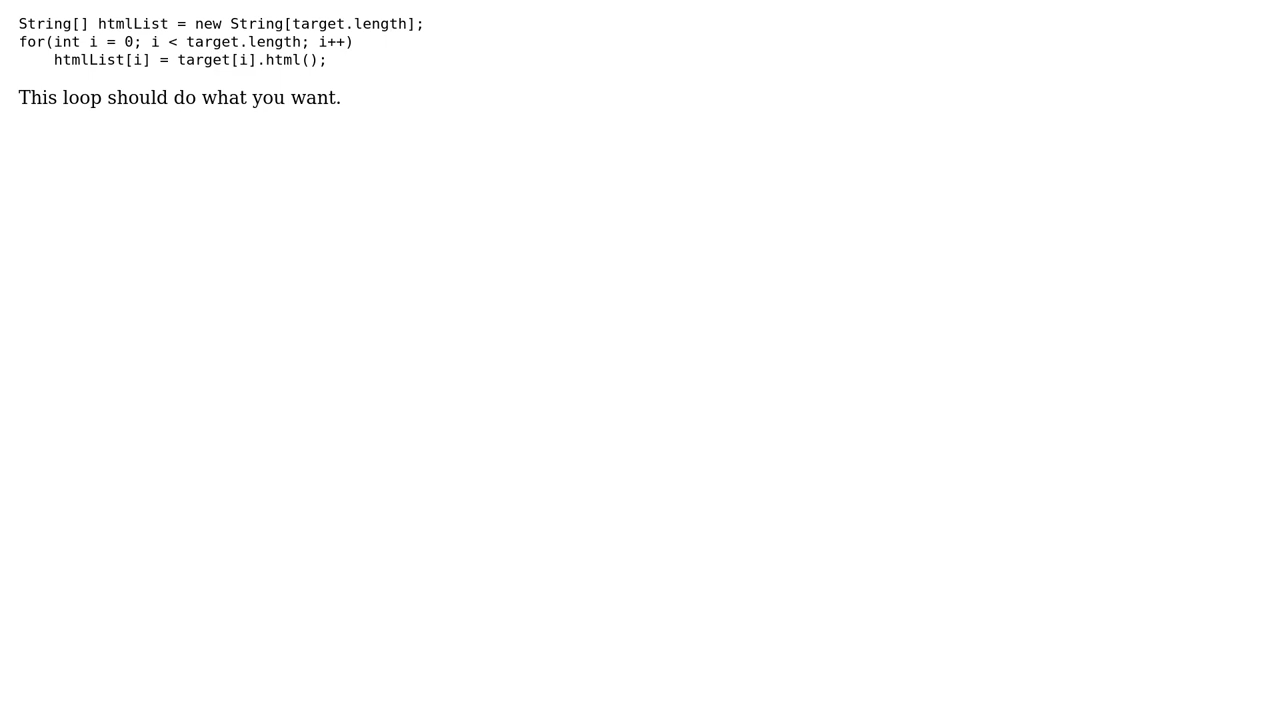 String[] htmlList = new String[target.length];
for(int i = 0; i < target.length; i++)
    htmlList[i] = target[i].html();
This loop should do what you want.